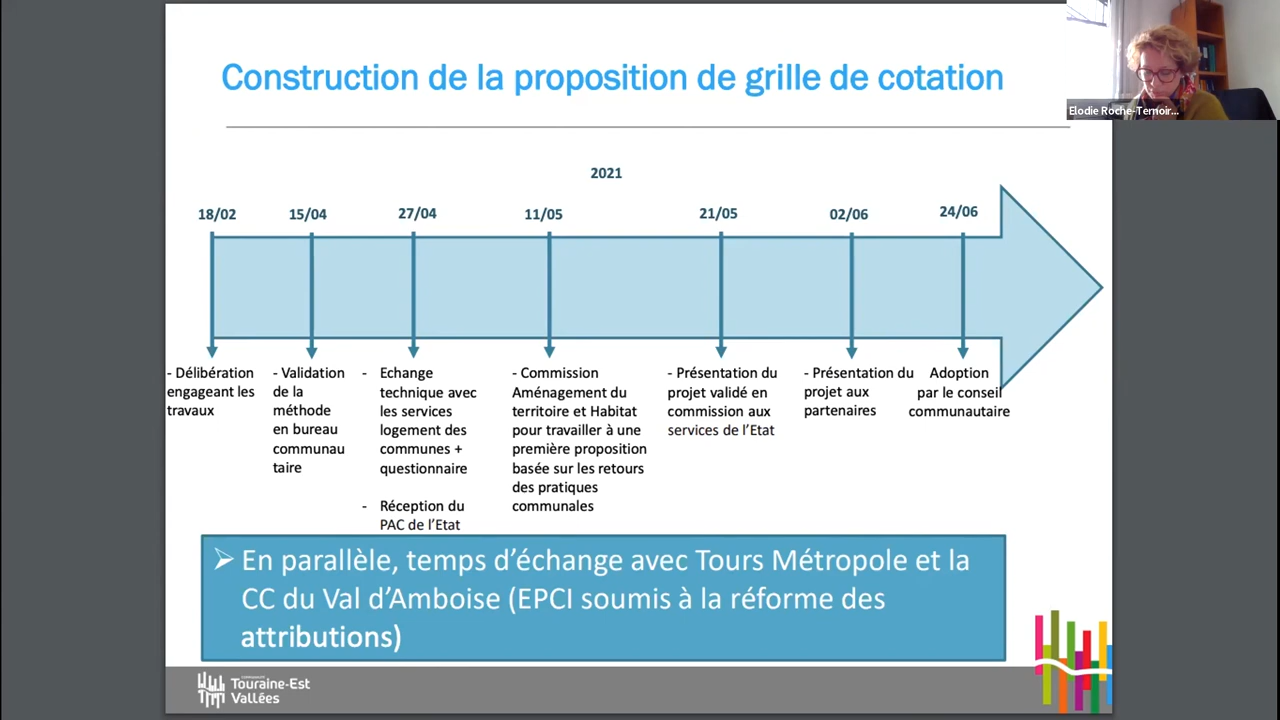 Construction de la proposition de grille de cotation
Elodie Roche-Ternoir...
2021
18/02
15/04
27/04
11/05
21/05
02/06
24/06
- Délibération
engageant les
travaux
- Validation
de la
méthode
en bureau
communau
taire
- Echange
technique avec
les services
logement des
communes +
questionnaire
- Réception du
PAC de l'Etat
- Commission
Aménagement du
territoire et Habitat
pour travailler à une
première proposition
basée sur les retours
des pratiques
communales
- Présentation du
projet validé en
commission aux
services de l'Etat
- Présentation du
projet aux
partenaires
Adoption
par le conseil
communautaire
➢ En parallèle, temps d'échange avec Tours Métropole et la
CC du Val d'Amboise (EPCI soumis à la réforme des
attributions)
Touraine-Est
Vallées